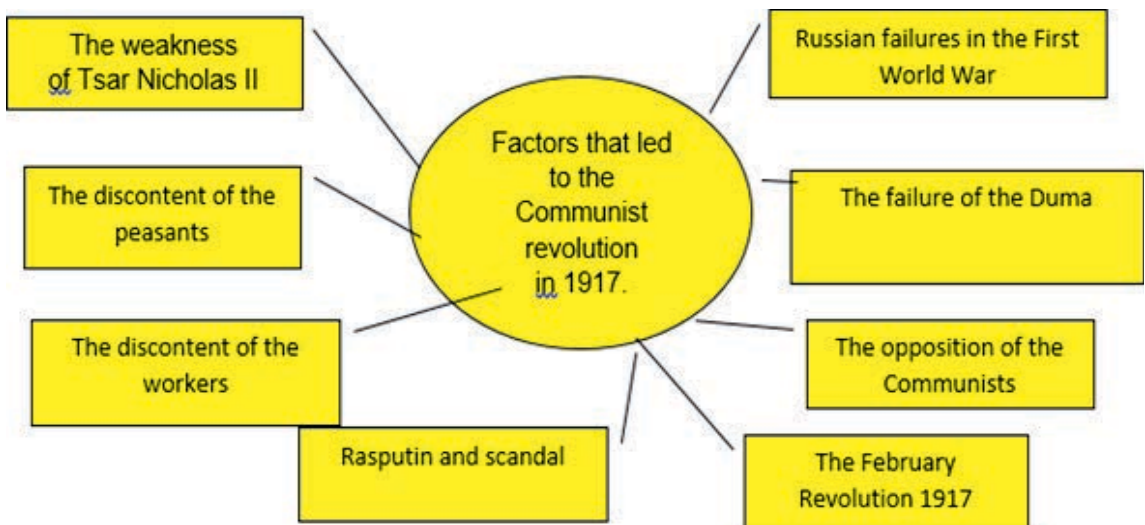 The weakness
of Tsar Nicholas II
Russian failures in the First
World War
Factors that led
to the
Communist
revolution
in 1917.
The discontent of the
peasants
The failure of the Duma
The discontent of the
workers
The opposition of the
Communists
Rasputin and scandal
The February
Revolution 1917